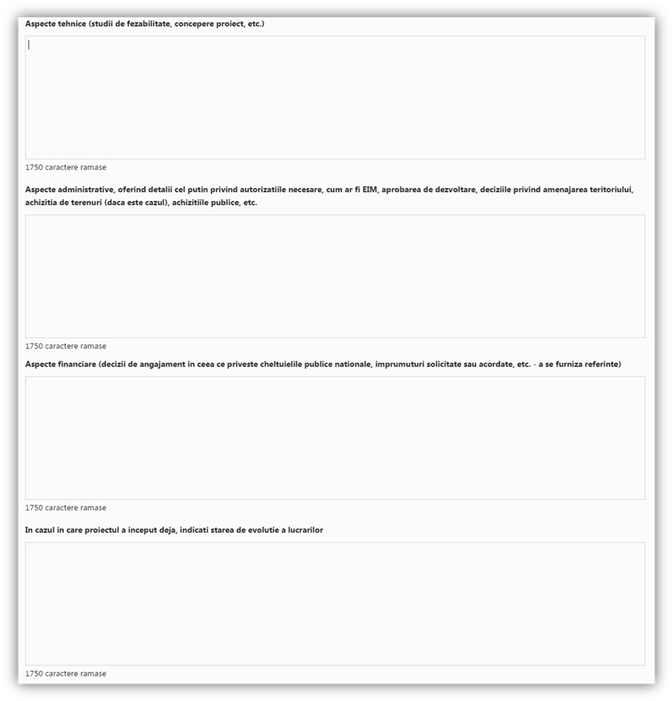 Aspecte tehnice (studii de fezabilitate, concepere proiect, etc.)
1750 caractere ramase
Aspecte administrative, oferind detalii cel putin privind autorizatiile necesare, cum ar fi EIM, aprobarea de dezvoltare, deciziile privind amenajarea teritoriului,
achizitia de terenuri (daca este cazul), achizitiile publice, etc.
1750 caractere ramase
Aspecte financiare (decizii de angajament in ceea ce priveste cheltuielile publice nationale, imprumuturi solicitate sau acordate, etc. - a se furniza referinte)
1750 caractere ramase
In cazul in care proiectul a inceput deja, indicati starea de evolutie a lucrarilor
1750 caractere ramase